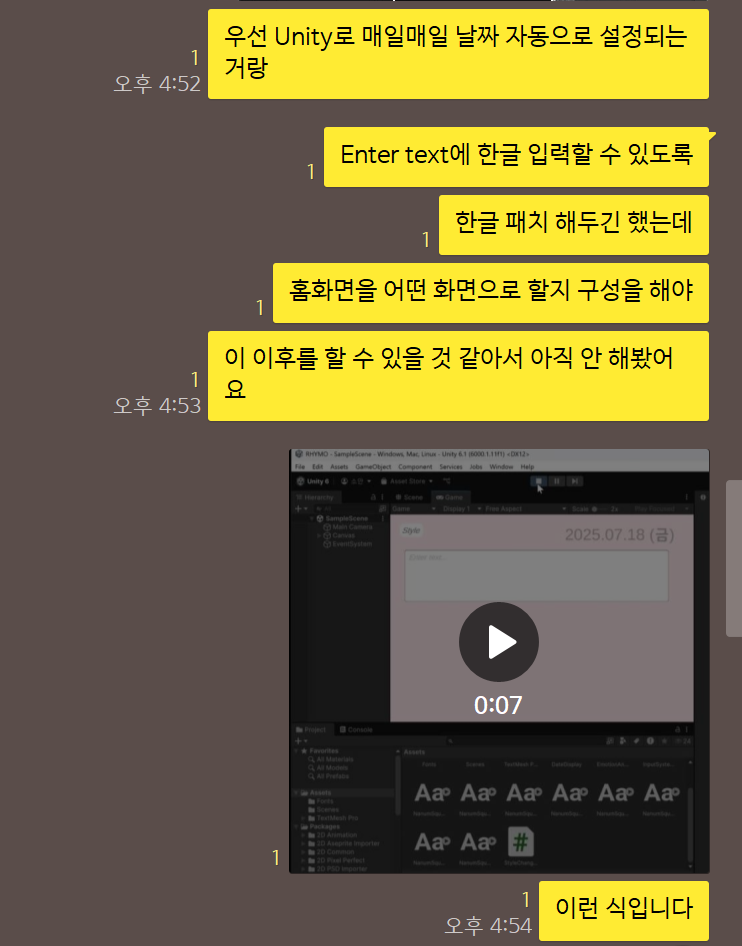 우선 Unity로 매일매일 날짜 자동으로 설정되는
거랑
1
오후 4:52
Enter text에 한글 입력할 수 있도록
1
한글 패치 해두긴 했는데
1
홈화면을 어떤 화면으로 할지 구성을 해야
1
이 이후를 할 수 있을 것 같아서 아직 안 해봤어
요
1
오후 4:53
RHYMO - SampleScene - Windows, Mac, Linux - Unity 6.1 (6000.1.11f1) <DX12>
File Edit Assets GameObject Component Services Jobs Window Help
Unity 6 Asset Store
Hierarchy Scene Game
Game Display 1 Free Aspect Scale 2x Play Focused
SampleScene
Main Camera
Canvas
EventSystem
Style 2025.07.18 (금)
Enter text...
0:07
Project Console
Favorites
All Materials
All Models
All Prefabs
Assets
Fonts
Scenes
TextMesh Pro
Packages
2D Animation
2D Aseprite Importer
2D Common
2D Pixel Perfect
2D PSD Importer
Assets
Fonts Scenes TextMesh P... DateDisplay
Aa Aa Aa Aa Aa Aa
Aa Aa #
1
이런 식입니다
1
오후 4:54